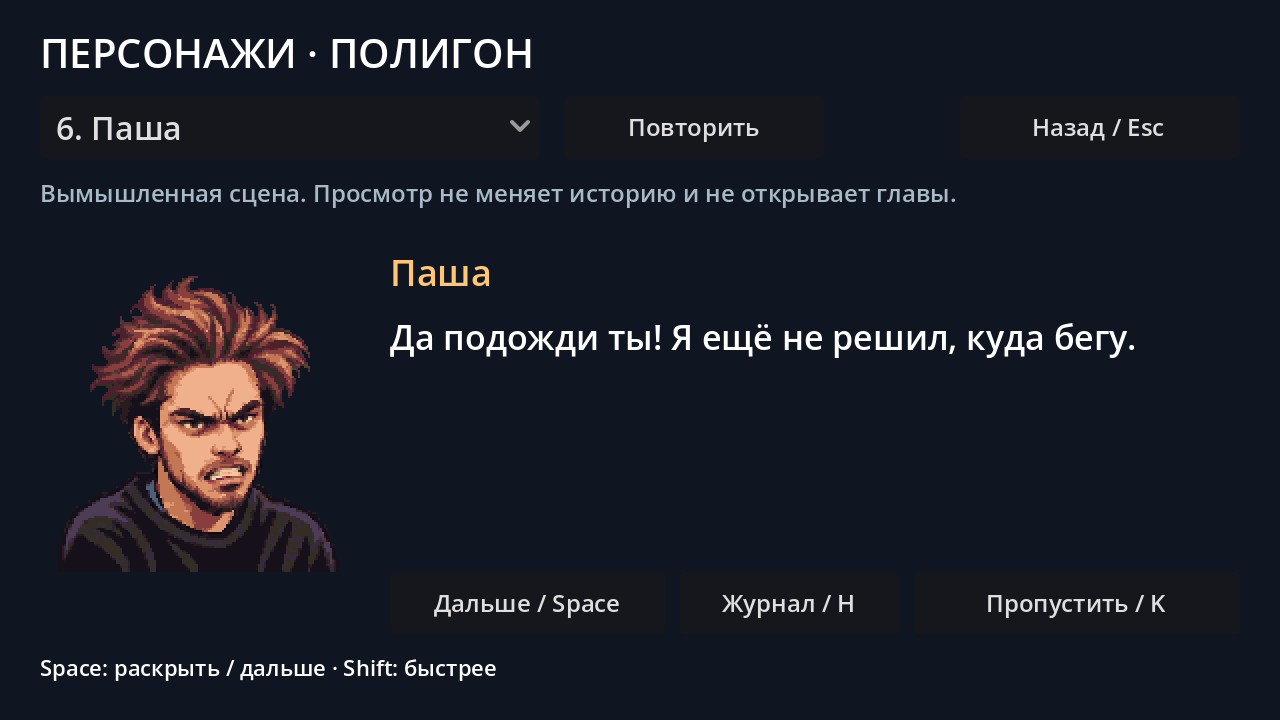 ПЕРСОНАЖИ · ПОЛИГОН
6. Паша
Повторить
Назад / Esc
Вымышленная сцена. Просмотр не меняет историю и не открывает главы.
Паша
Да подожди ты! Я ещё не решил, куда бегу.
Дальше / Space
Журнал / H
Пропустить / K
Space: раскрыть / дальше · Shift: быстрее